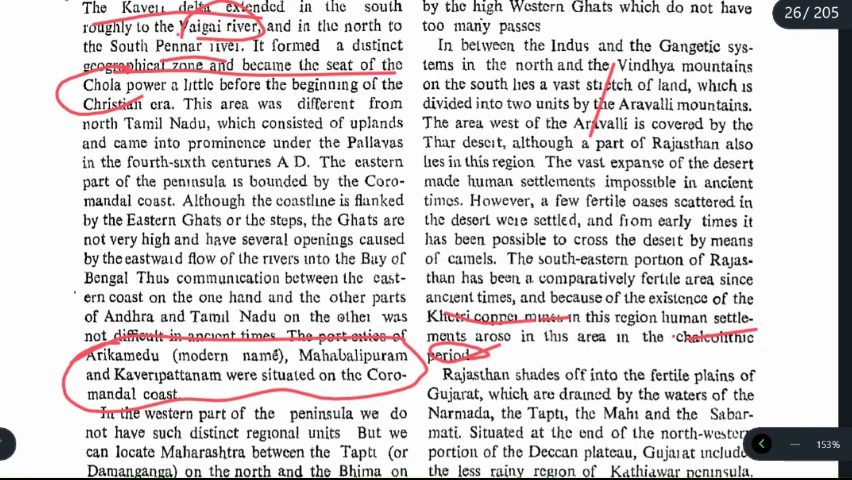 The Kaveri delta extended in the south
roughly to the Vaigai river, and in the north to
the South Pennar river. It formed a distinct
geographical zone and became the seat of the
Chola power a little before the beginning of the
Christian era. This area was different from
north Tamil Nadu, which consisted of uplands
and came into prominence under the Pallavas
in the fourth-sixth centuries A D. The eastern
part of the peninsula is bounded by the Coro-
mandal coast. Although the coastline is flanked
by the Eastern Ghats or the steps, the Ghats are
not very high and have several openings caused
by the eastward flow of the rivers into the Bay of
Bengal Thus communication between the east-
ern coast on the one hand and the other parts
of Andhra and Tamil Nadu on the other was
not difficult in ancient times. The port cities of
Arikamedu (modern name), Mahabalipuram
and Kaveripattanam were situated on the Coro-
mandal coast.
In the western part of the peninsula we do
not have such distinct regional units But we
can locate Maharashtra between the Tapti (or
Damanganga) on the north and the Bhima on
by the high Western Ghats which do not have
too many passes
In between the Indus and the Gangetic sys-
tems in the north and the Vindhya mountains
on the south lies a vast stretch of land, which is
divided into two units by the Aravalli mountains.
The area west of the Aravalli is covered by the
Thar desert, although a part of Rajasthan also
lies in this region The vast expanse of the desert
made human settlements impossible in ancient
times. However, a few fertile oases scattered in
the desert were settled, and from early times it
has been possible to cross the desert by means
of camels. The south-eastern portion of Rajas-
than has been a comparatively fertile area since
ancient times, and because of the existence of the
Khetri copper mines in this region human settle-
ments arose in this area in the chalcolithic
period
Rajasthan shades off into the fertile plains of
Gujarat, which are drained by the waters of the
Narmada, the Tapti, the Mahi and the Sabar-
mati. Situated at the end of the north-western
portion of the Deccan plateau, Gujarat includes
the less rainy region of Kathiawar peninsula.
26 / 205
153%